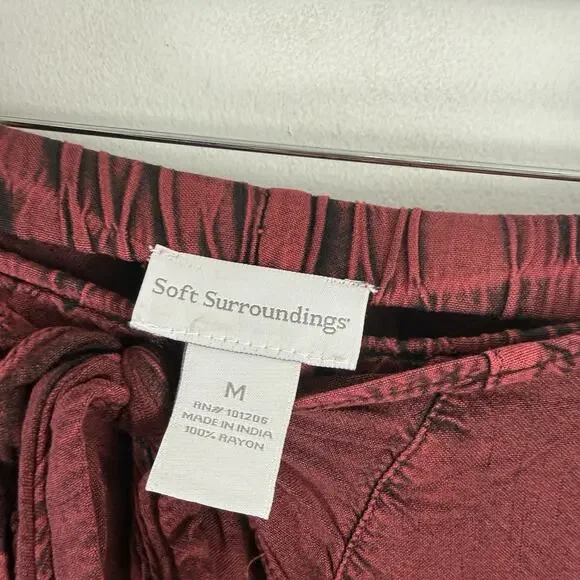 Soft Surroundings
M
RN# 101206
MADE IN INDIA
100% RAYON